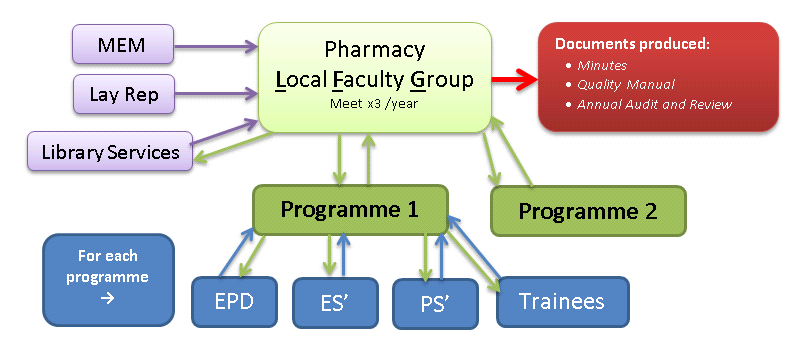 MEM
Lay Rep
Library Services
Pharmacy
Local Faculty Group
Meet x3 /year
Documents produced:
• Minutes
• Quality Manual
• Annual Audit and Review
Programme 1
Programme 2
For each
programme
→
EPD
ES’
PS’
Trainees